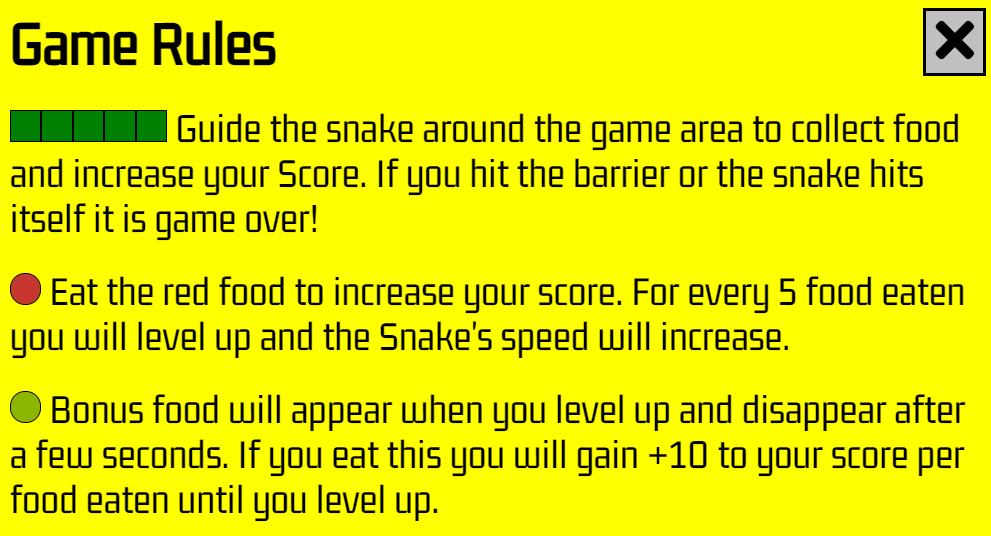 Game Rules
Guide the snake around the game area to collect food
and increase your Score. If you hit the barrier or the snake hits
itself it is game over!
Eat the red food to increase your score. For every 5 food eaten
you will level up and the Snake's speed will increase.
Bonus food will appear when you level up and disappear after
a few seconds. If you eat this you will gain +10 to your score per
food eaten until you level up.